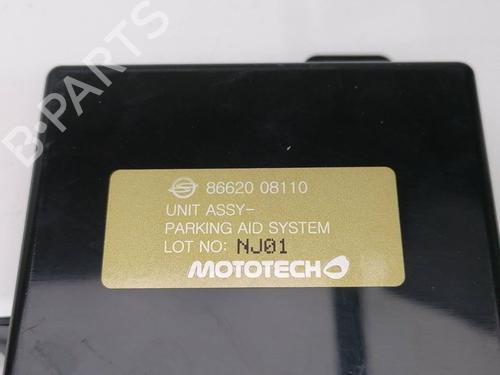 B-PARTS
86620 08110
UNIT ASSY-
PARKING AID SYSTEM
LOT NO: NJ01
MOTOTECH